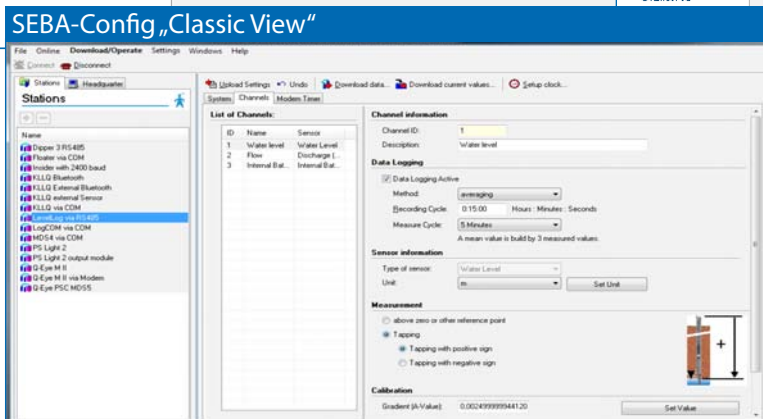 SEBA-Config „Classic View“
File Online Download/Operate Settings Windows Help
Connect Disconnect
Stations Headquarter
Upload Settings Undo Download data... Download current values... Setup clock...
System Channels Modem Timer
Stations
Name
Dipper 3 RS485
Floater via COM
Insider with 2400 baud
KLLQ Bluetooth
KLLQ External Bluetooth
KLLQ external Sensor
KLLQ via COM
LevelLog via RS485
LogCOM via COM
MDS4 via COM
PS Light 2
PS Light 2 output module
Q-Eye M II
Q-Eye M II via Modem
Q-Eye PSC MDS5
List of Channels:
ID Name Sensor
1 Water level Water Level
2 Flow Discharge (...
3 Internal Bat... Internal Bat...
Channel information
Channel ID: 1
Description: Water level
Data Logging
Data Logging Active
Method: averaging
Recording Cycle: 0:15:00 Hours : Minutes : Seconds
Measure Cycle: 5 Minutes
A mean value is build by 3 measured values.
Sensor information
Type of sensor: Water Level
Unit: m Set Unit
Measurement
above zero or other reference point
Tapping
Tapping with positive sign
Tapping with negative sign
+
Calibration
Gradient (A-Value): 0,002499999944120 Set Value